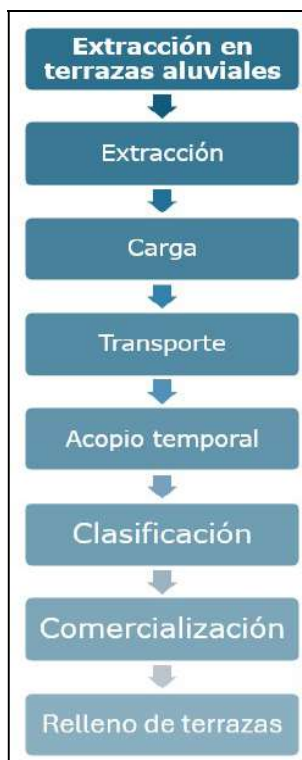 Extracción en
terrazas aluviales
Extracción
Carga
Transporte
Acopio temporal
Clasificación
Comercialización
Relleno de terrazas